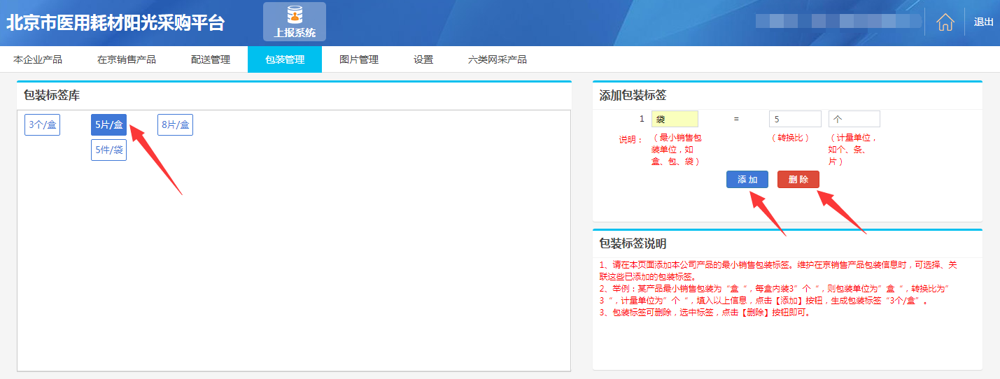 北京市医用耗材阳光采购平台
上报系统
退出
本企业产品 在京销售产品 配送管理 包装管理 图片管理 设置 六类网采产品
包装标签库
3个/盒 5片/盒 8片/盒
5件/袋
添加包装标签
1 袋 = 5 个
说明： （最小销售包 （转换比） （计量单位，
装单位，如 如个、条、
盒、包、袋） 片）
添 加 删 除
包装标签说明
1、请在本页面添加本公司产品的最小销售包装标签。维护在京销售产品包装信息时，可选择、关
联这些已添加的包装标签。
2、举例：某产品最小销售包装为“盒“，每盒内装3”个“，则包装单位为”盒“，转换比为”
3“，计量单位为”个“，填入以上信息，点击【添加】按钮，生成包装标签“3个/盒”。
3、包装标签可删除，选中标签，点击【删除】按钮即可。